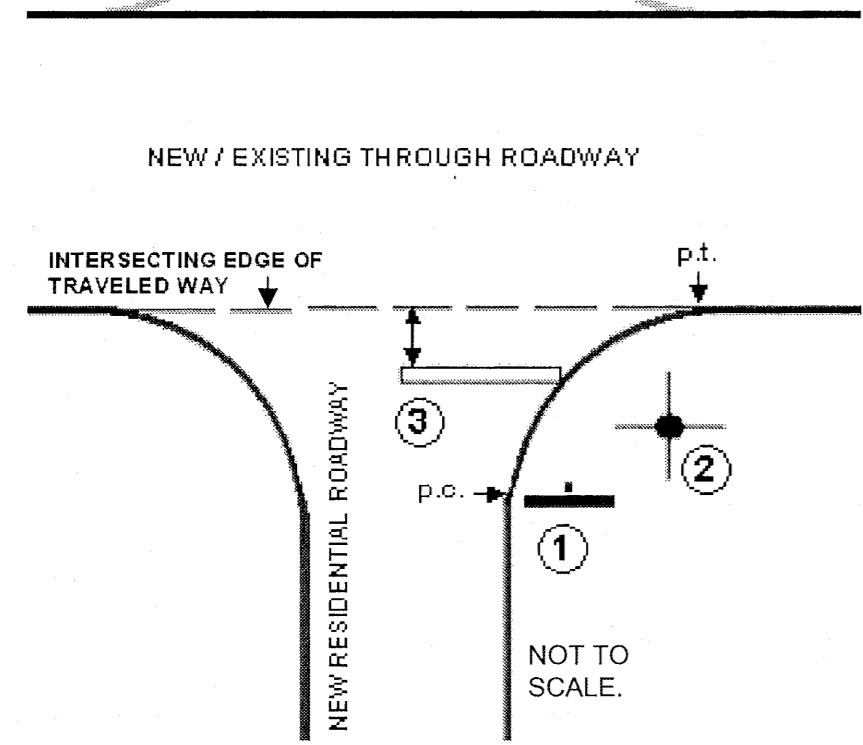 NEW / EXISTING THROUGH ROADWAY
INTERSECTING EDGE OF
TRAVELED WAY
p.t.
3
2
p.c.
1
NEW RESIDENTIAL ROADWAY
NOT TO
SCALE.